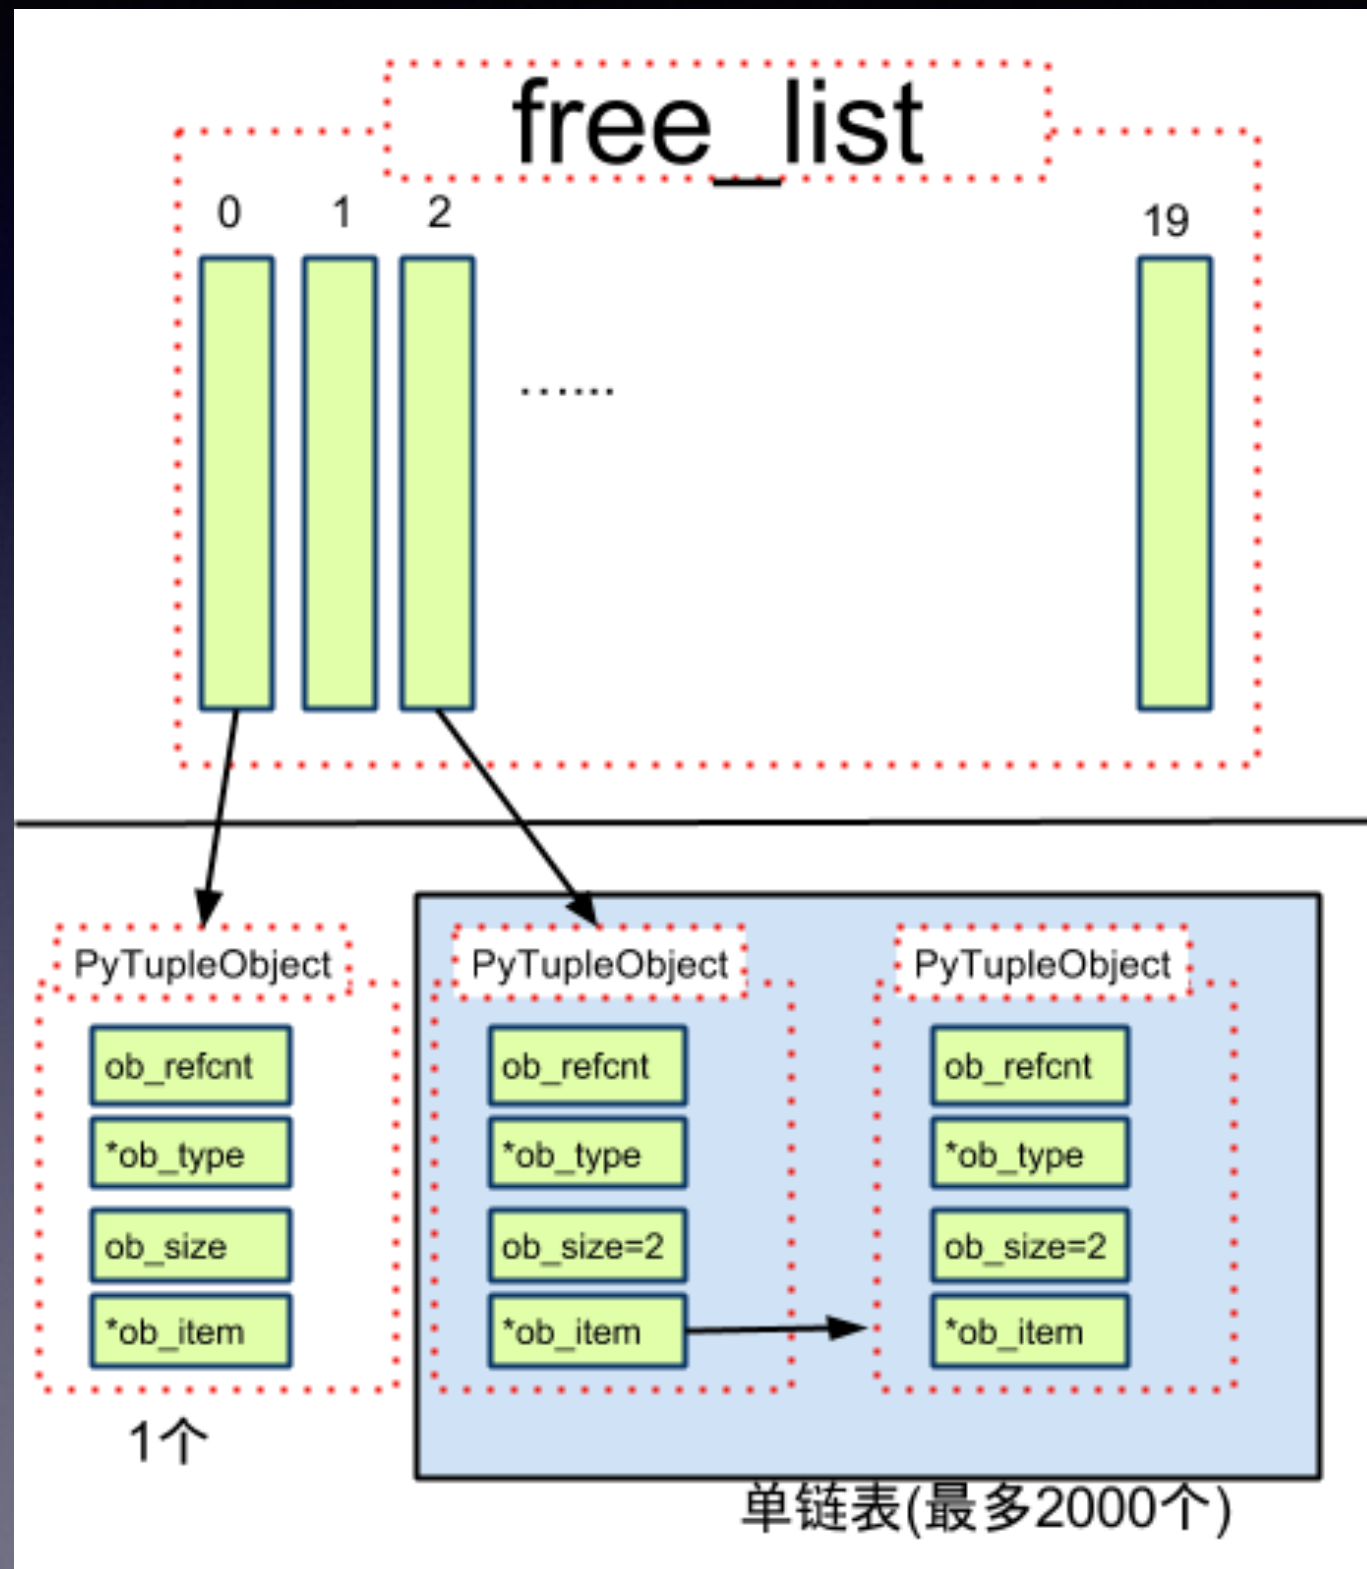 free_list
0 1 2 19
......
PyTupleObject PyTupleObject PyTupleObject
ob_refcnt ob_refcnt ob_refcnt
*ob_type *ob_type *ob_type
ob_size ob_size=2 ob_size=2
*ob_item *ob_item *ob_item
1个
单链表(最多2000个)